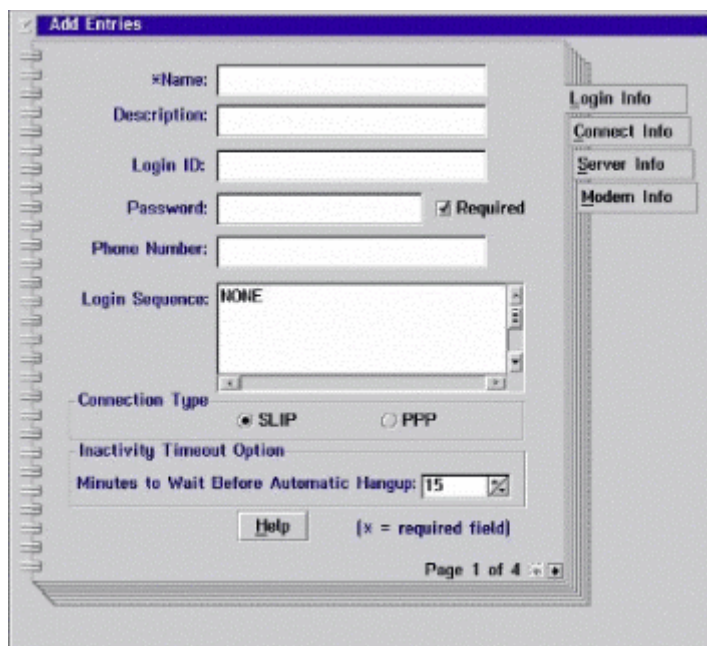 Add Entries
*Name:
Description:
Login ID:
Password:
Required
Phone Number:
Login Sequence:
NONE
Connection Type
SLIP
PPP
Inactivity Timeout Option
Minutes to Wait Before Automatic Hangup: 15
Help
(* = required field)
Page 1 of 4
Login Info
Connect Info
Server Info
Modem Info